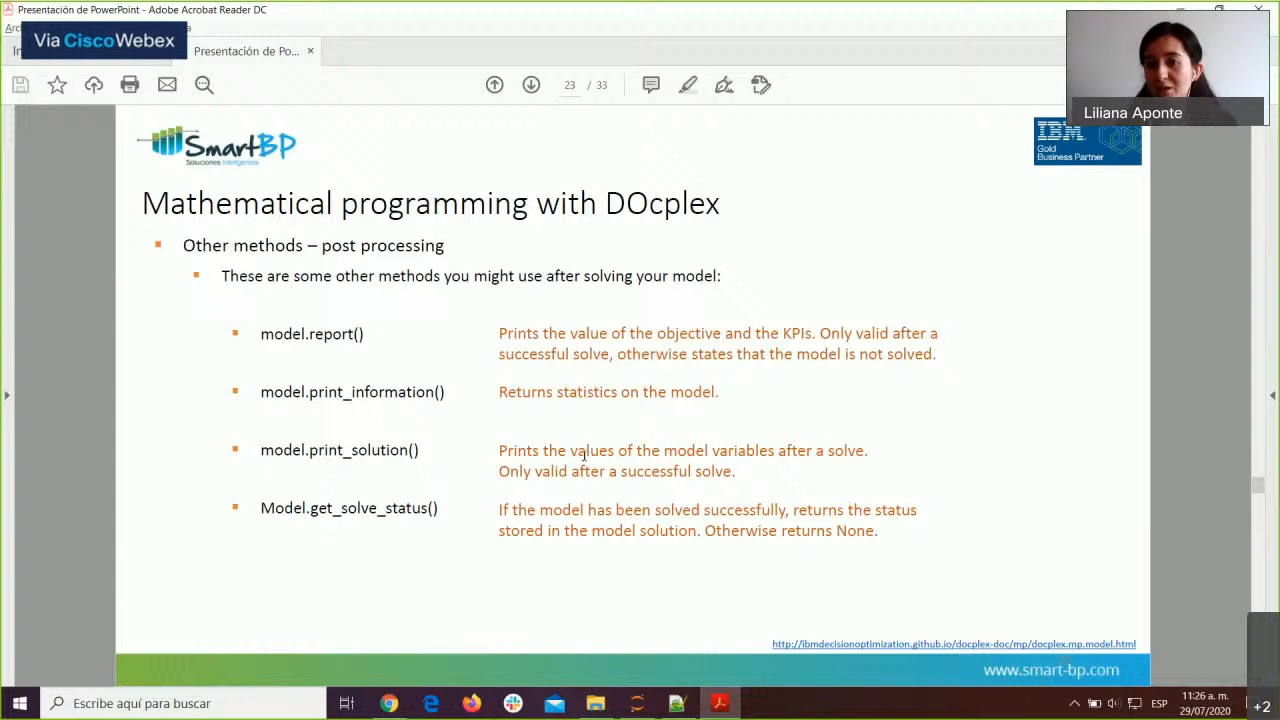 Presentación de PowerPoint - Adobe Acrobat Reader DC
Via CiscoWebex
Presentación de Po... ×
23 / 33
Liliana Aponte
SmartBP
Soluciones Inteligentes
IBM
Gold
Business Partner
Mathematical programming with DOcplex
Other methods – post processing
These are some other methods you might use after solving your model:
model.report()
Prints the value of the objective and the KPIs. Only valid after a
successful solve, otherwise states that the model is not solved.
model.print_information()
Returns statistics on the model.
model.print_solution()
Prints the values of the model variables after a solve.
Only valid after a successful solve.
Model.get_solve_status()
If the model has been solved successfully, returns the status
stored in the model solution. Otherwise returns None.
http://ibmdecisionoptimization.github.io/docplex-doc/mp/docplex.mp.model.html
www.smart-bp.com
Escribe aquí para buscar
ESP
11:26 a. m.
29/07/2020
+2